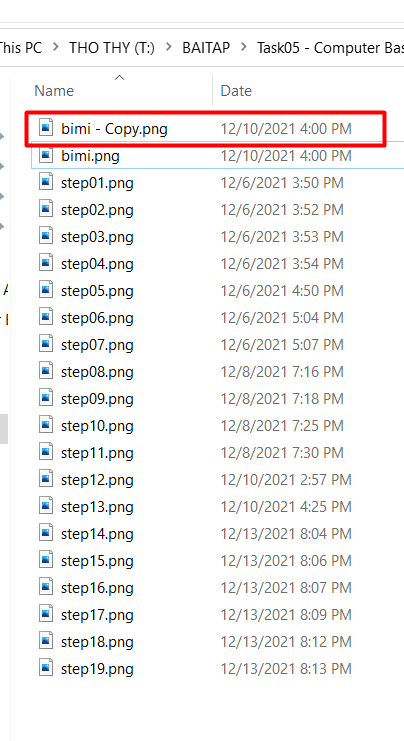 This PC > THO THY (T:) > BAITAP > Task05 - Computer Bas
Name Date
bimi - Copy.png 12/10/2021 4:00 PM
bimi.png 12/10/2021 4:00 PM
step01.png 12/6/2021 3:50 PM
step02.png 12/6/2021 3:52 PM
step03.png 12/6/2021 3:53 PM
step04.png 12/6/2021 3:54 PM
step05.png 12/6/2021 4:50 PM
step06.png 12/6/2021 5:04 PM
step07.png 12/6/2021 5:07 PM
step08.png 12/8/2021 7:16 PM
step09.png 12/8/2021 7:18 PM
step10.png 12/8/2021 7:25 PM
step11.png 12/8/2021 7:30 PM
step12.png 12/10/2021 2:57 PM
step13.png 12/10/2021 4:25 PM
step14.png 12/13/2021 8:04 PM
step15.png 12/13/2021 8:06 PM
step16.png 12/13/2021 8:07 PM
step17.png 12/13/2021 8:09 PM
step18.png 12/13/2021 8:12 PM
step19.png 12/13/2021 8:13 PM